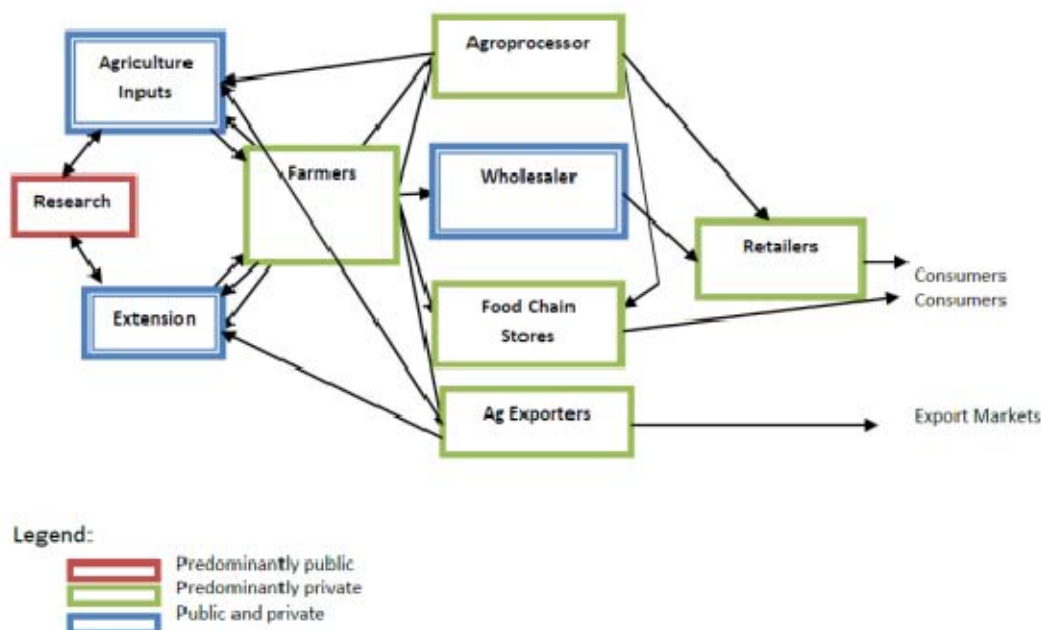 Agriculture
Inputs
Research
Extension
Farmers
Agroprocessor
Wholesaler
Food Chain
Stores
Ag Exporters
Retailers
Consumers
Consumers
Export Markets
Legend:
Predominantly public
Predominantly private
Public and private